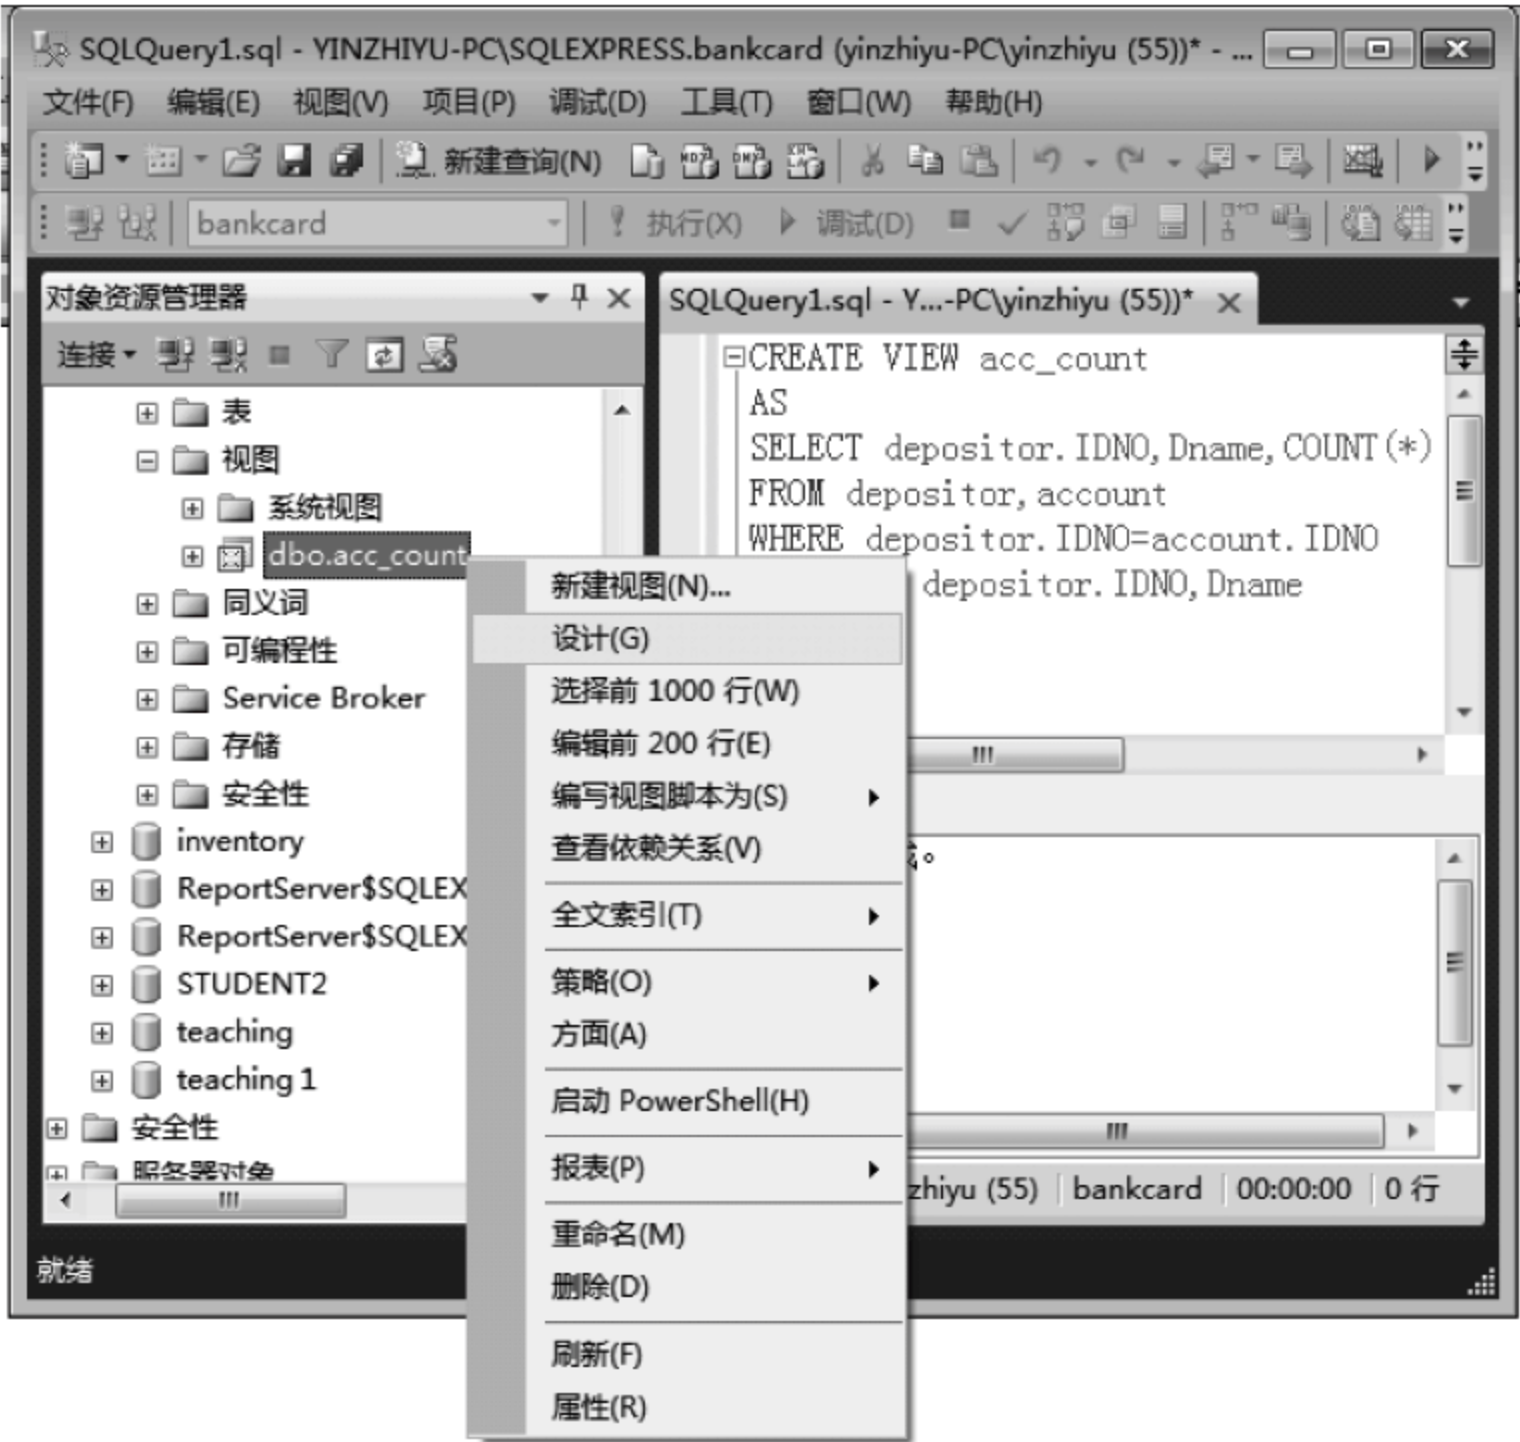 SQLQuery1.sql - YINZHIYU-PC\SQLEXPRESS.bankcard (yinzhiyu-PC\yinzhiyu (55))* - ...
文件(F) 编辑(E) 视图(V) 项目(P) 调试(D) 工具(T) 窗口(W) 帮助(H)
新建查询(N)
bankcard 执行(X) 调试(D)
对象资源管理器
连接
表
视图
系统视图
dbo.acc_count
同义词
可编程性
Service Broker
存储
安全性
inventory
ReportServer$SQLEX
ReportServer$SQLEX
STUDENT2
teaching
teaching 1
安全性
服务器对象
SQLQuery1.sql - Y...-PC\yinzhiyu (55))*
CREATE VIEW acc_count
AS
SELECT depositor.IDNO,Dname,COUNT(*)
FROM depositor,account
WHERE depositor.IDNO=account.IDNO
depositor.IDNO,Dname
新建视图(N)...
设计(G)
选择前 1000 行(W)
编辑前 200 行(E)
编写视图脚本为(S)
查看依赖关系(V)
全文索引(T)
策略(O)
方面(A)
启动 PowerShell(H)
报表(P)
重命名(M)
删除(D)
刷新(F)
属性(R)
zhiyu (55) bankcard 00:00:00 0 行
就绪